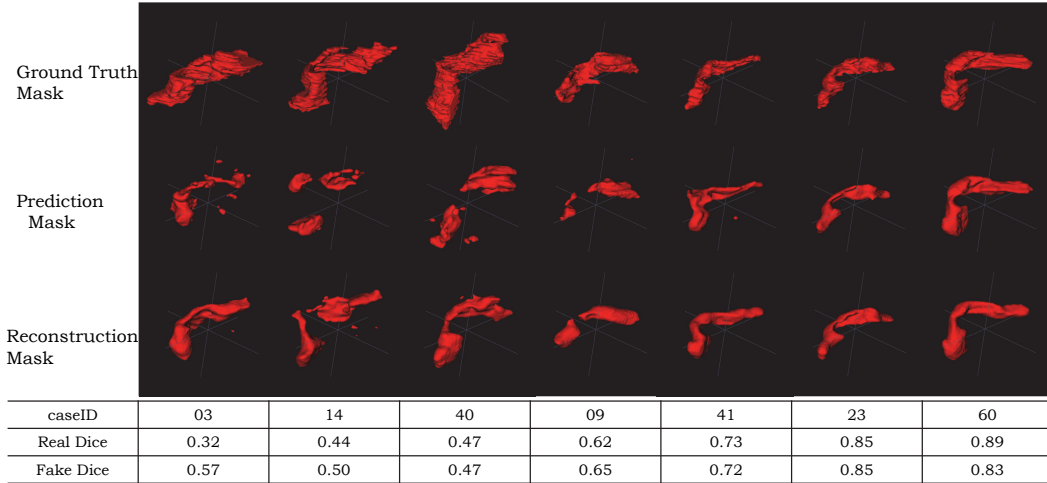 Ground Truth
Mask
Prediction
Mask
Reconstruction
Mask
caseID 03 14 40 09 41 23 60
Real Dice 0.32 0.44 0.47 0.62 0.73 0.85 0.89
Fake Dice 0.57 0.50 0.47 0.65 0.72 0.85 0.83